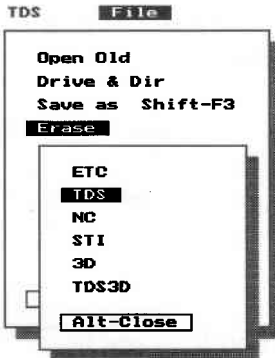 TDS File
Open Old
Drive & Dir
Save as Shift-F3
Erase
ETC
TDS
NC
STI
3D
TDS3D
Alt-Close